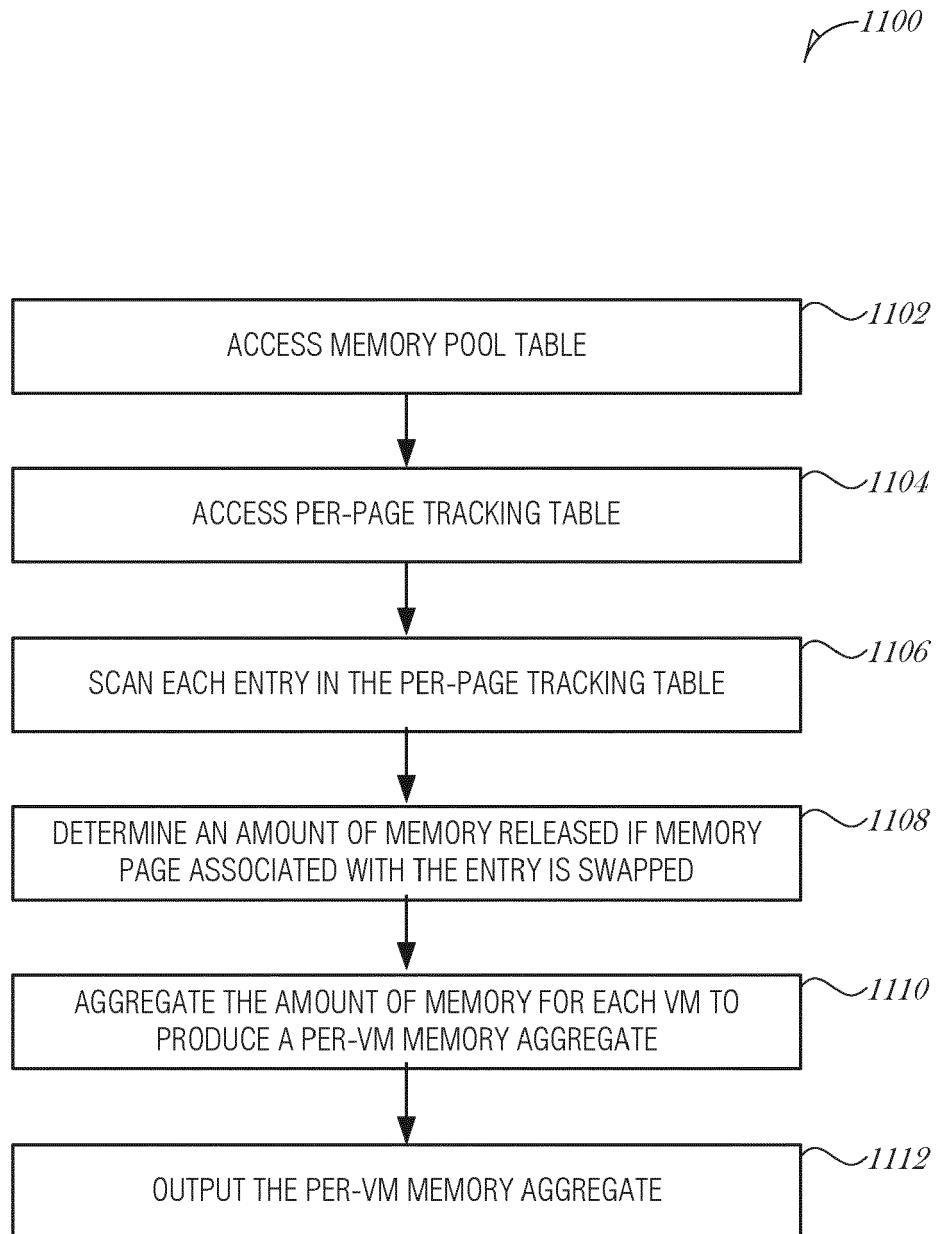 1100
ACCESS MEMORY POOL TABLE
1102
ACCESS PER-PAGE TRACKING TABLE
1104
SCAN EACH ENTRY IN THE PER-PAGE TRACKING TABLE
1106
DETERMINE AN AMOUNT OF MEMORY RELEASED IF MEMORY
PAGE ASSOCIATED WITH THE ENTRY IS SWAPPED
1108
AGGREGATE THE AMOUNT OF MEMORY FOR EACH VM TO
PRODUCE A PER-VM MEMORY AGGREGATE
1110
OUTPUT THE PER-VM MEMORY AGGREGATE
1112